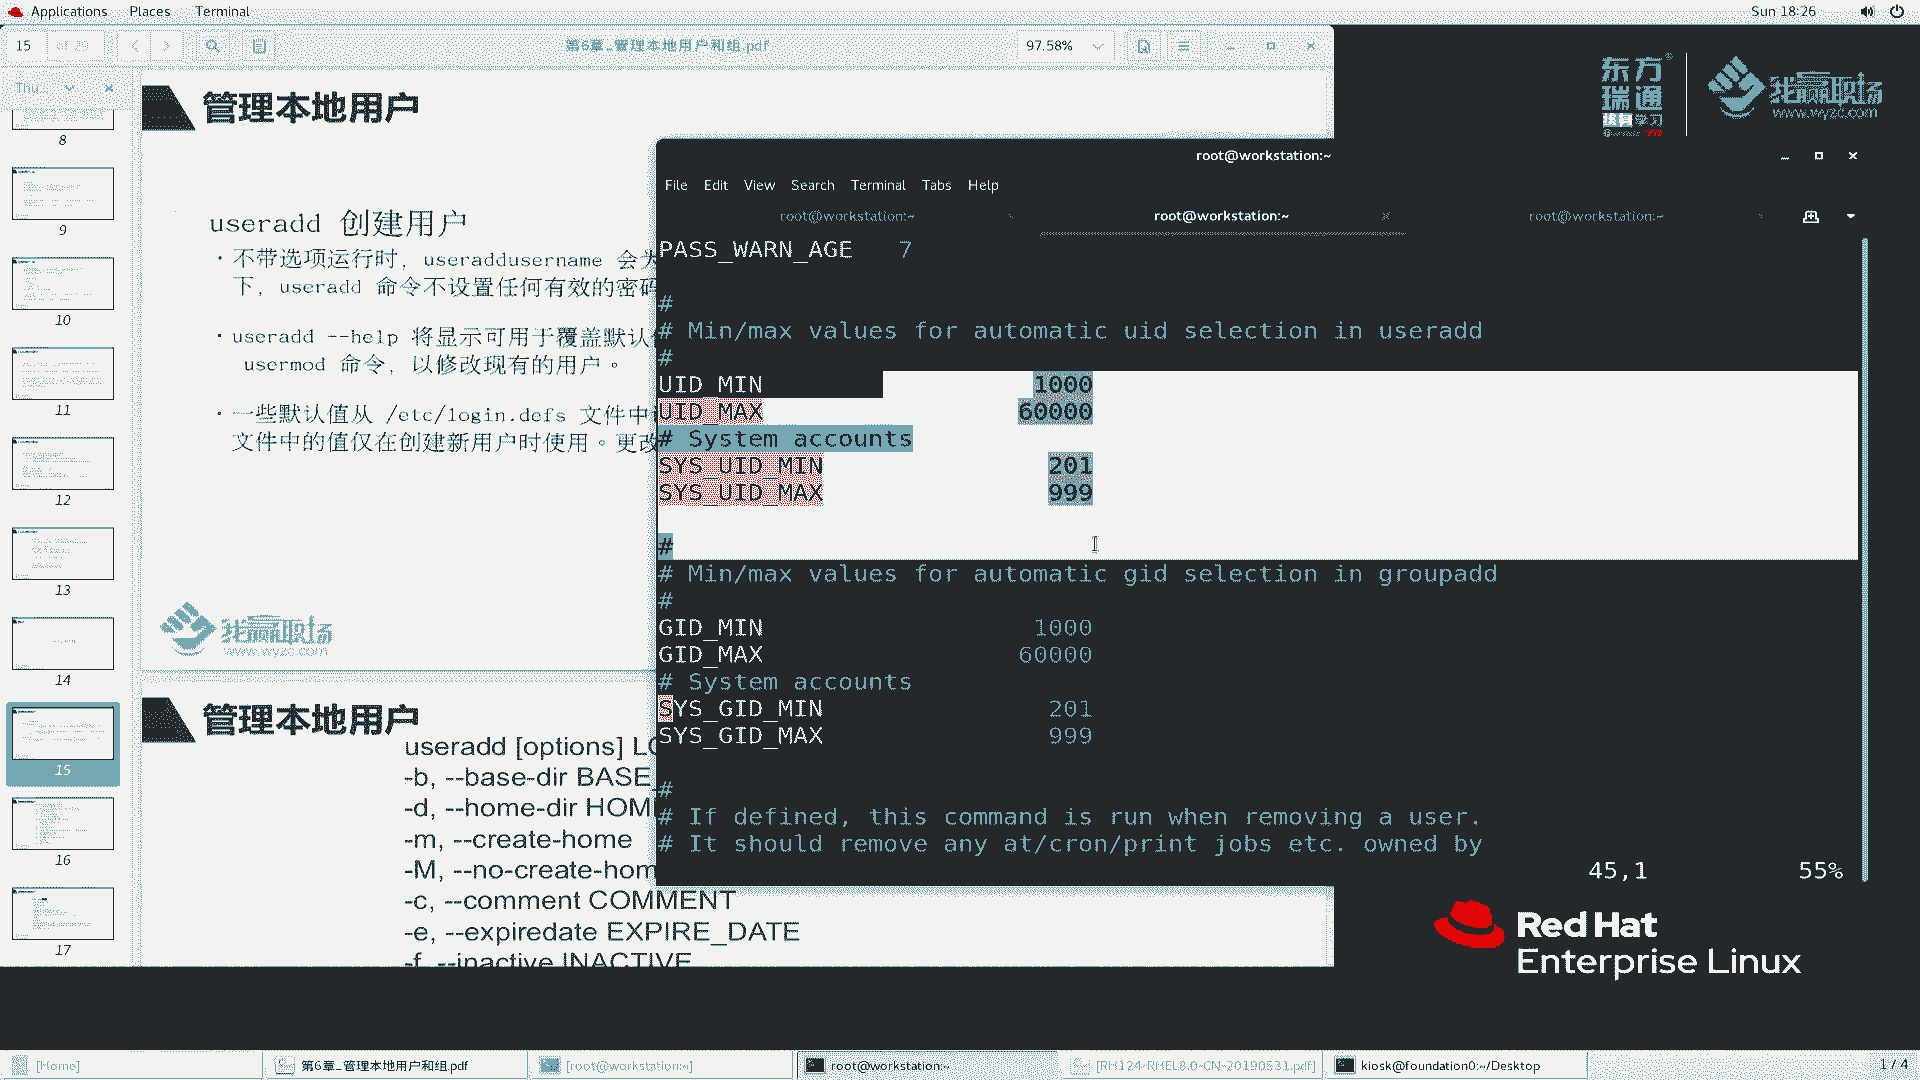 Applications Places Terminal Sun 18:26
15 of 29 第6章_管理本地用户和组.pdf 97.58%
Thu...
8
9
10
11
12
13
14
15
16
17
管理本地用户
useradd 创建用户
· 不带选项运行时, useraddusername 会为
下, useradd 命令不设置任何有效的密码
· useradd --help 将显示可用于覆盖默认
usermod 命令, 以修改现有的用户。
· 一些默认值从 /etc/login.defs 文件中
文件中的值仅在创建新用户时使用。更改
我赢职场
www.wyzc.com
管理本地用户
useradd [options] LO
-b, --base-dir BASE_
-d, --home-dir HOM
-m, --create-home
-M, --no-create-hom
-c, --comment COMMENT
-e, --expiredate EXPIRE_DATE
-f, --inactive INACTIVE
东方
瑞通
学习
我赢职场
www.wyzc.com
root@workstation:~
File Edit View Search Terminal Tabs Help
root@workstation:~ root@workstation:~ root@workstation:~
PASS_WARN_AGE 7
#
# Min/max values for automatic uid selection in useradd
#
UID_MIN 1000
UID_MAX 60000
# System accounts
SYS_UID_MIN 201
SYS_UID_MAX 999
#
# Min/max values for automatic gid selection in groupadd
#
GID_MIN 1000
GID_MAX 60000
# System accounts
SYS_GID_MIN 201
SYS_GID_MAX 999
#
# If defined, this command is run when removing a user.
# It should remove any at/cron/print jobs etc. owned by
45,1 55%
Red Hat
Enterprise Linux
[Home] 第6章_管理本地用户和组.pdf [root@workstation:~] root@workstation:~ [RH124-RHEL8.0-CN-20190531.pdf] kiosk@foundation0:~/Desktop 1 / 4